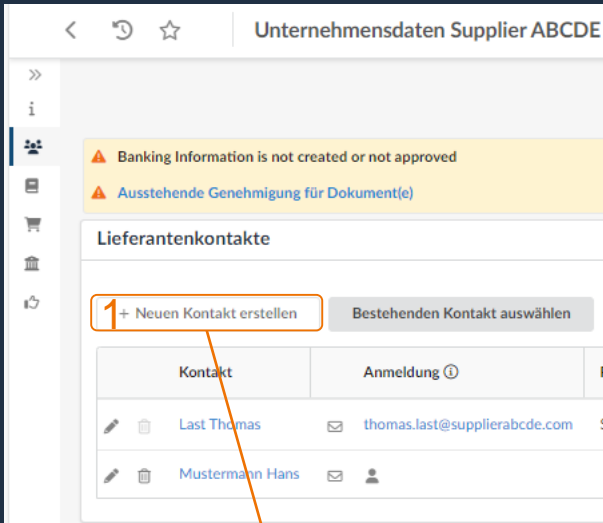 Unternehmensdaten Supplier ABCDE
Banking Information is not created or not approved
Ausstehende Genehmigung für Dokument(e)
Lieferantenkontakte
1
+ Neuen Kontakt erstellen
Bestehenden Kontakt auswählen
Kontakt
Anmeldung
Last Thomas
thomas.last@supplierabcde.com
Mustermann Hans